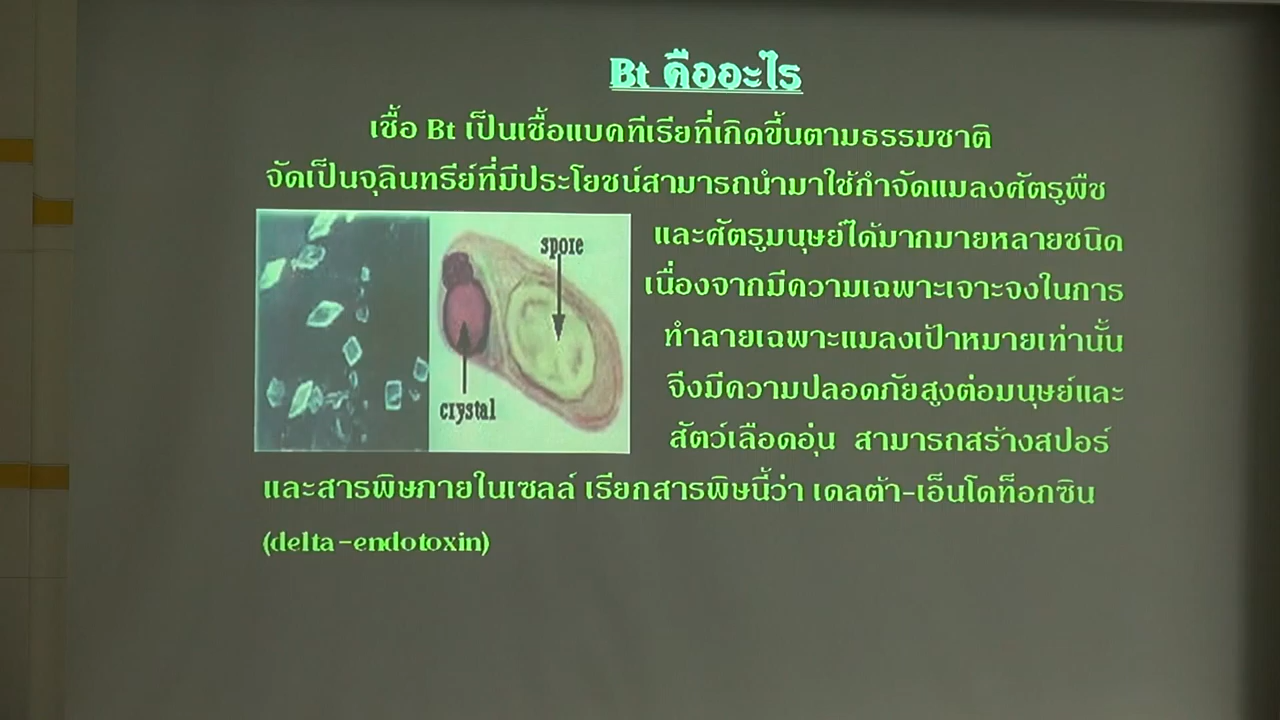 Bt คืออะไร
เชื้อ Bt เป็นเชื้อแบคทีเรียที่เกิดขึ้นตามธรรมชาติ
จัดเป็นจุลินทรีย์ที่มีประโยชน์สามารถนำมาใช้กำจัดแมลงศัตรูพืช
และศัตรูมนุษย์ได้มากมายหลายชนิด
เนื่องจากมีความเฉพาะเจาะจงในการ
ทำลายเฉพาะแมลงเป้าหมายเท่านั้น
จึงมีความปลอดภัยสูงต่อมนุษย์และ
สัตว์เลือดอุ่น สามารถสร้างสปอร์
และสารพิษภายในเซลล์ เรียกสารพิษนี้ว่า เดลต้า-เอ็นโดท็อกซิน
(delta-endotoxin)
spore
crystal